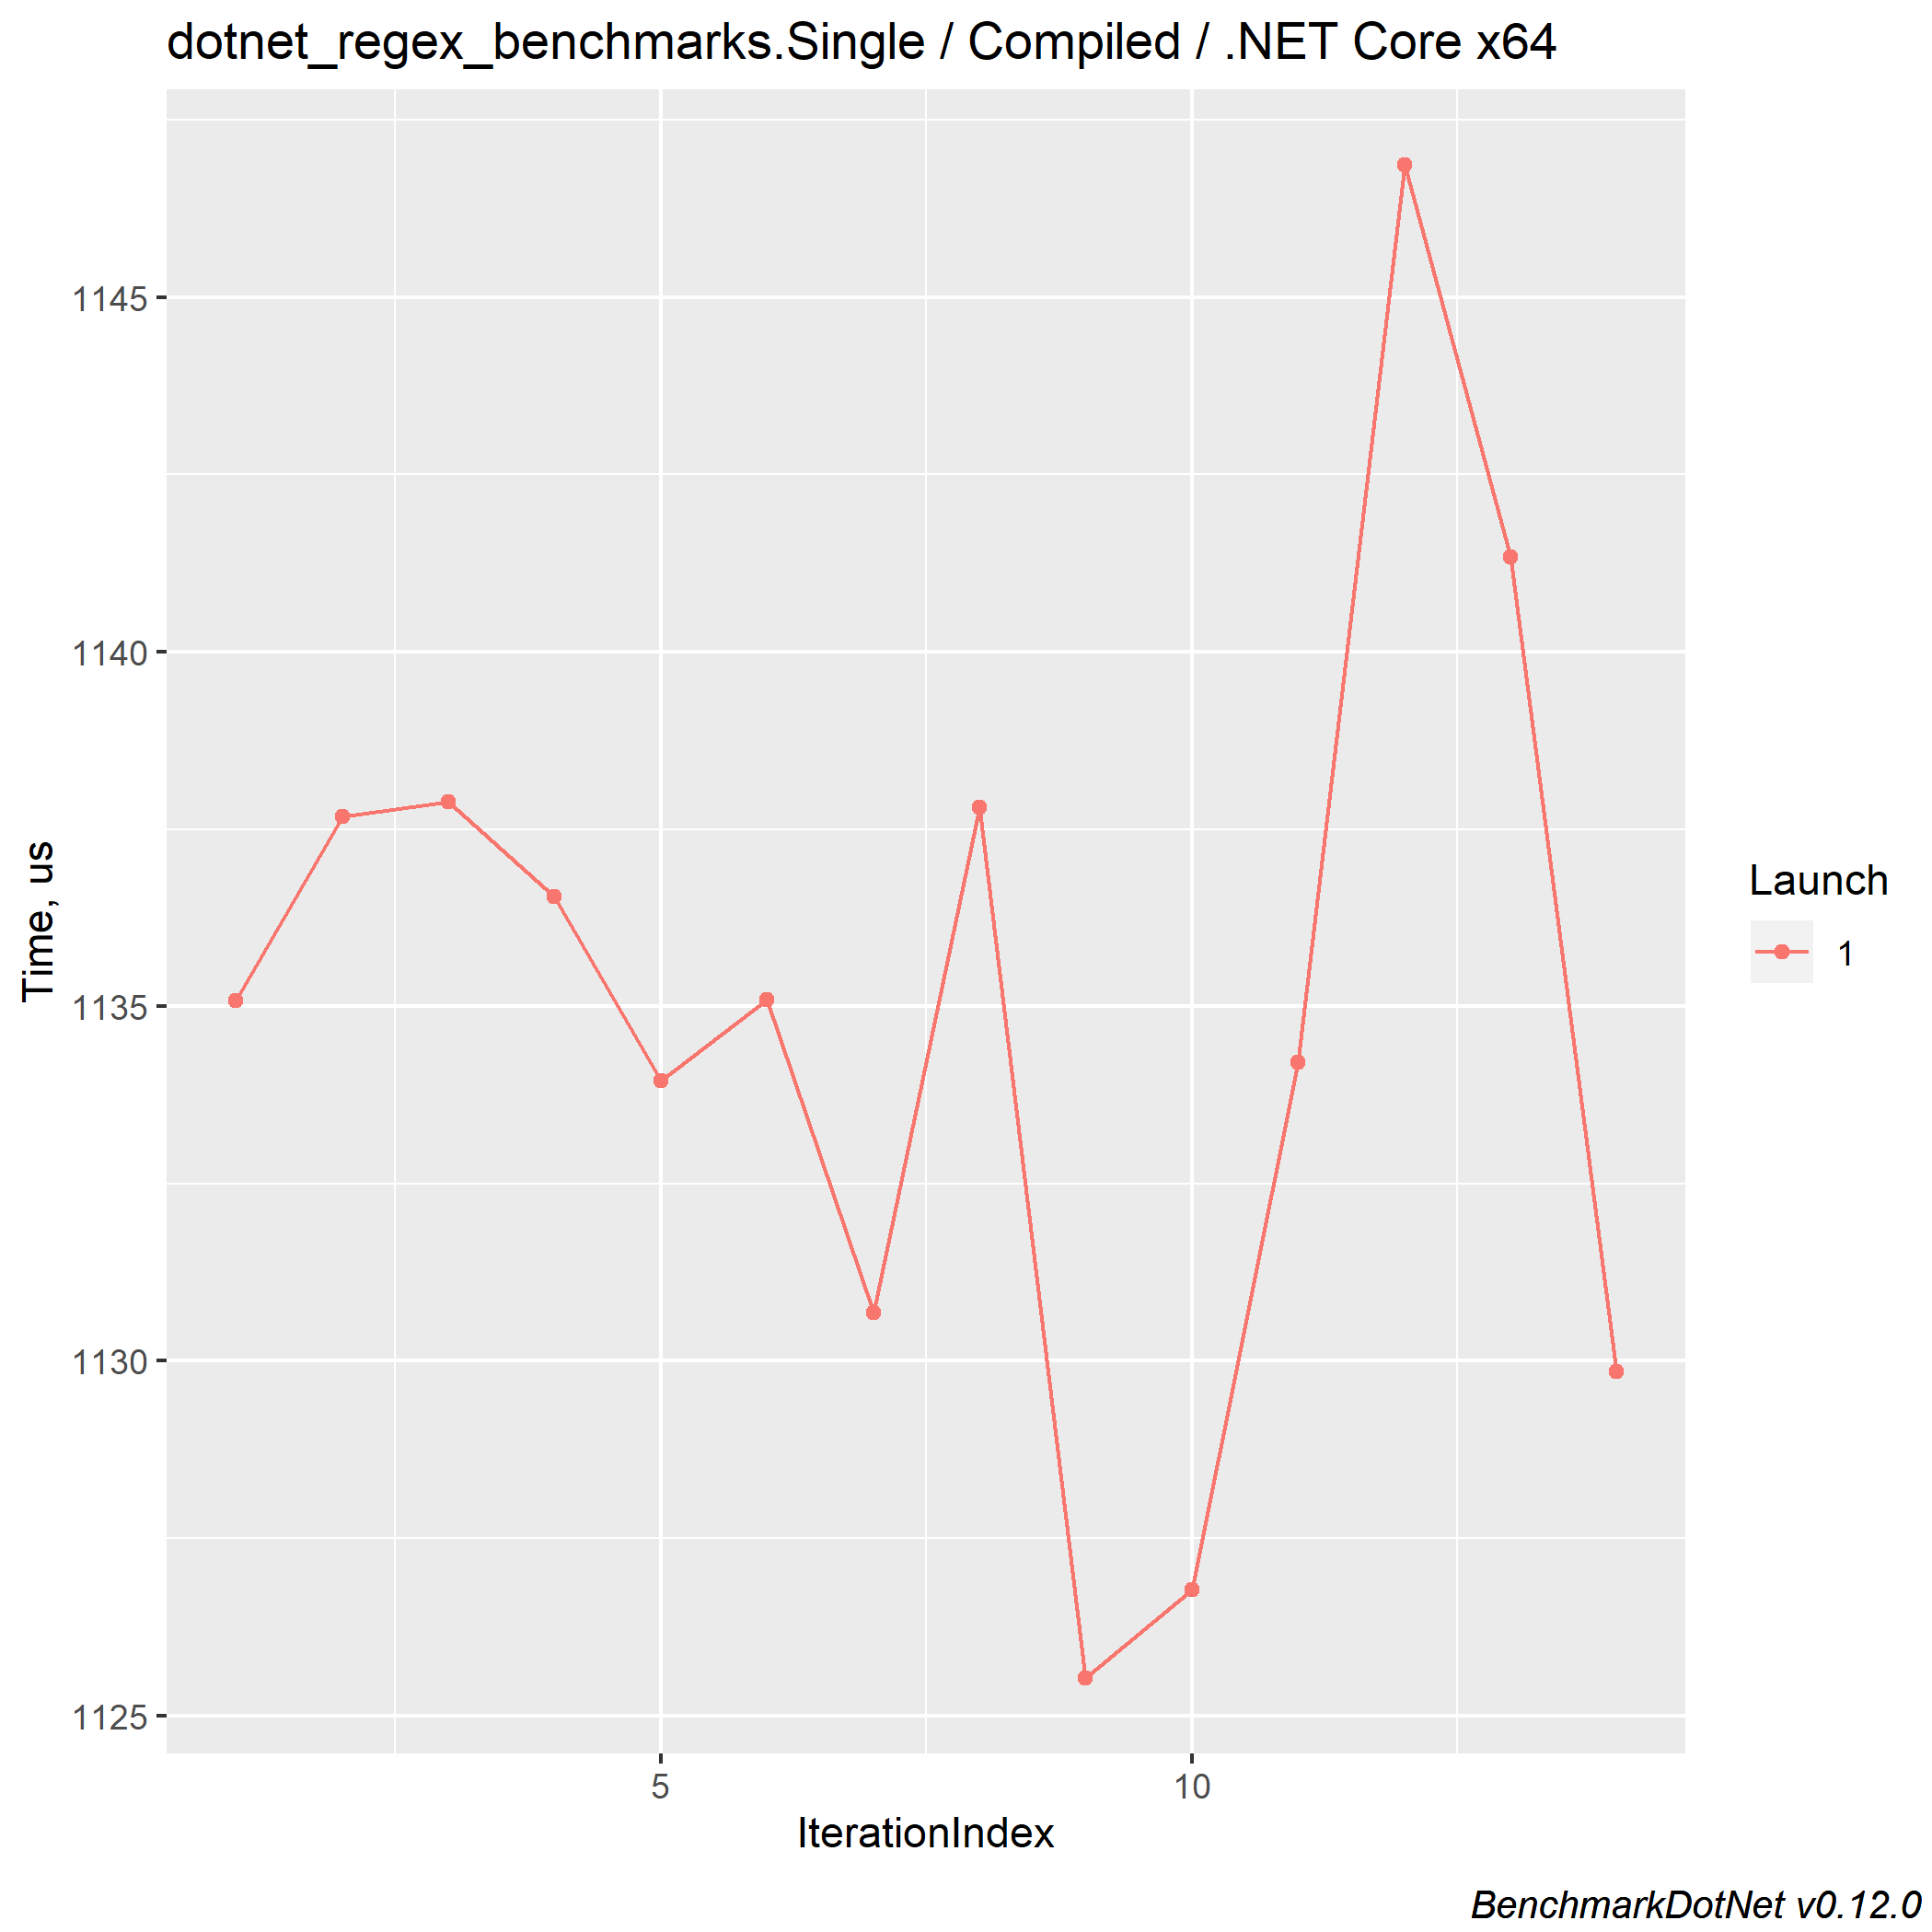 dotnet_regex_benchmarks.Single / Compiled / .NET Core x64
Time, us
1145
1140
1135
1130
1125
5
10
IterationIndex
Launch
1
BenchmarkDotNet v0.12.0